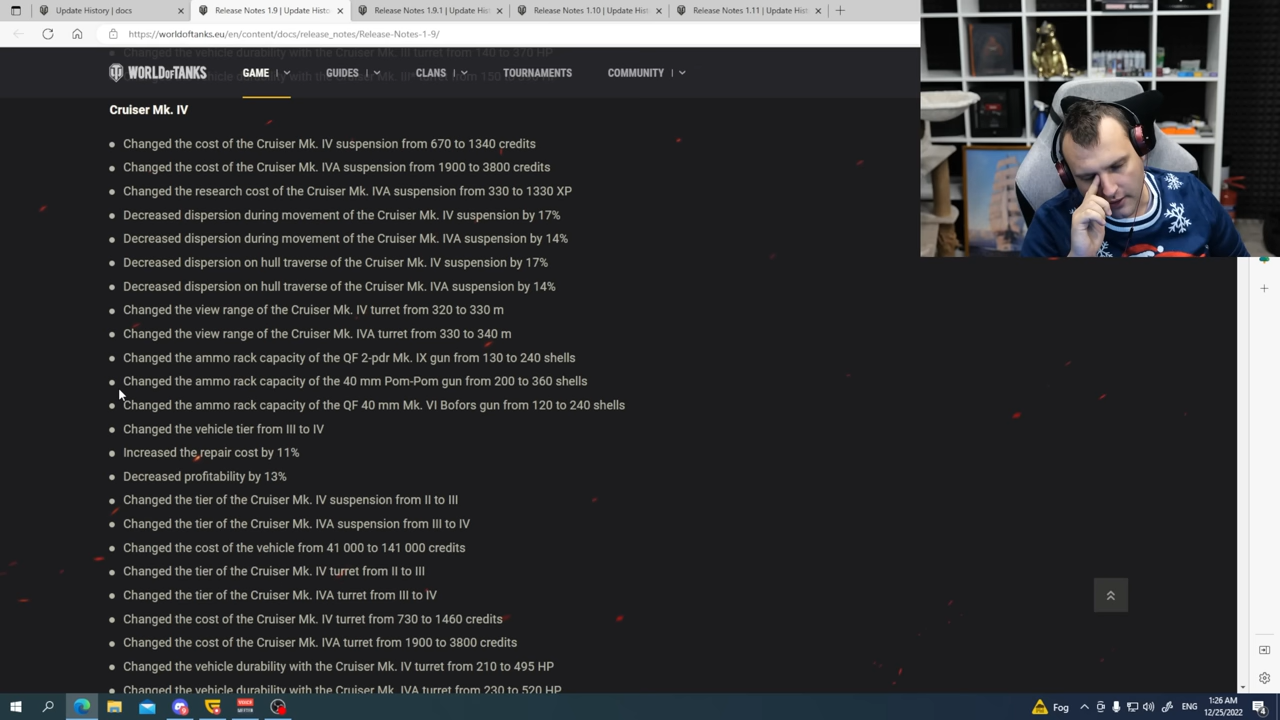 Update History | docs
Release Notes 1.9 | Update Hist
Release Notes 1.9.1 | Update His
Release Notes 1.10 | Update His
Release Notes 1.11 | Update His
https://worldoftanks.eu/en/content/docs/release_notes/Release-Notes-1-9/
WORLD OF TANKS
GAME
GUIDES
CLANS
TOURNAMENTS
COMMUNITY
Cruiser Mk. IV
Changed the cost of the Cruiser Mk. IV suspension from 670 to 1340 credits
Changed the cost of the Cruiser Mk. IVA suspension from 1900 to 3800 credits
Changed the research cost of the Cruiser Mk. IVA suspension from 330 to 1330 XP
Decreased dispersion during movement of the Cruiser Mk. IV suspension by 17%
Decreased dispersion during movement of the Cruiser Mk. IVA suspension by 14%
Decreased dispersion on hull traverse of the Cruiser Mk. IV suspension by 17%
Decreased dispersion on hull traverse of the Cruiser Mk. IVA suspension by 14%
Changed the view range of the Cruiser Mk. IV turret from 320 to 330 m
Changed the view range of the Cruiser Mk. IVA turret from 330 to 340 m
Changed the ammo rack capacity of the QF 2-pdr Mk. IX gun from 130 to 240 shells
Changed the ammo rack capacity of the 40 mm Pom-Pom gun from 200 to 360 shells
Changed the ammo rack capacity of the QF 40 mm Mk. VI Bofors gun from 120 to 240 shells
Changed the vehicle tier from III to IV
Increased the repair cost by 11%
Decreased profitability by 13%
Changed the tier of the Cruiser Mk. IV suspension from II to III
Changed the tier of the Cruiser Mk. IVA suspension from III to IV
Changed the cost of the vehicle from 41 000 to 141 000 credits
Changed the tier of the Cruiser Mk. IV turret from II to III
Changed the tier of the Cruiser Mk. IVA turret from III to IV
Changed the cost of the Cruiser Mk. IV turret from 730 to 1460 credits
Changed the cost of the Cruiser Mk. IVA turret from 1900 to 3800 credits
Changed the vehicle durability with the Cruiser Mk. IV turret from 210 to 495 HP
Changed the vehicle durability with the Cruiser Mk. IVA turret from 230 to 520 HP
Fog
ENG
1:26 AM
12/25/2022
4